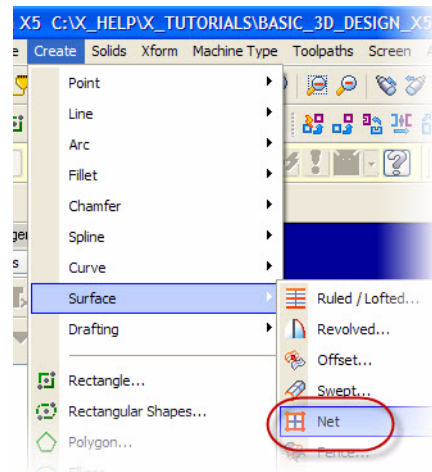 X5 C:\X_HELP\X_TUTORIALS\BASIC_3D_DESIGN_X5
Create Solids Xform Machine Type Toolpaths Screen
Point
Line
Arc
Fillet
Chamfer
Spline
Curve
Surface
Drafting
Rectangle...
Rectangular Shapes...
Polygon...
Ruled / Lofted...
Revolved...
Offset...
Swept...
Net
Fence...